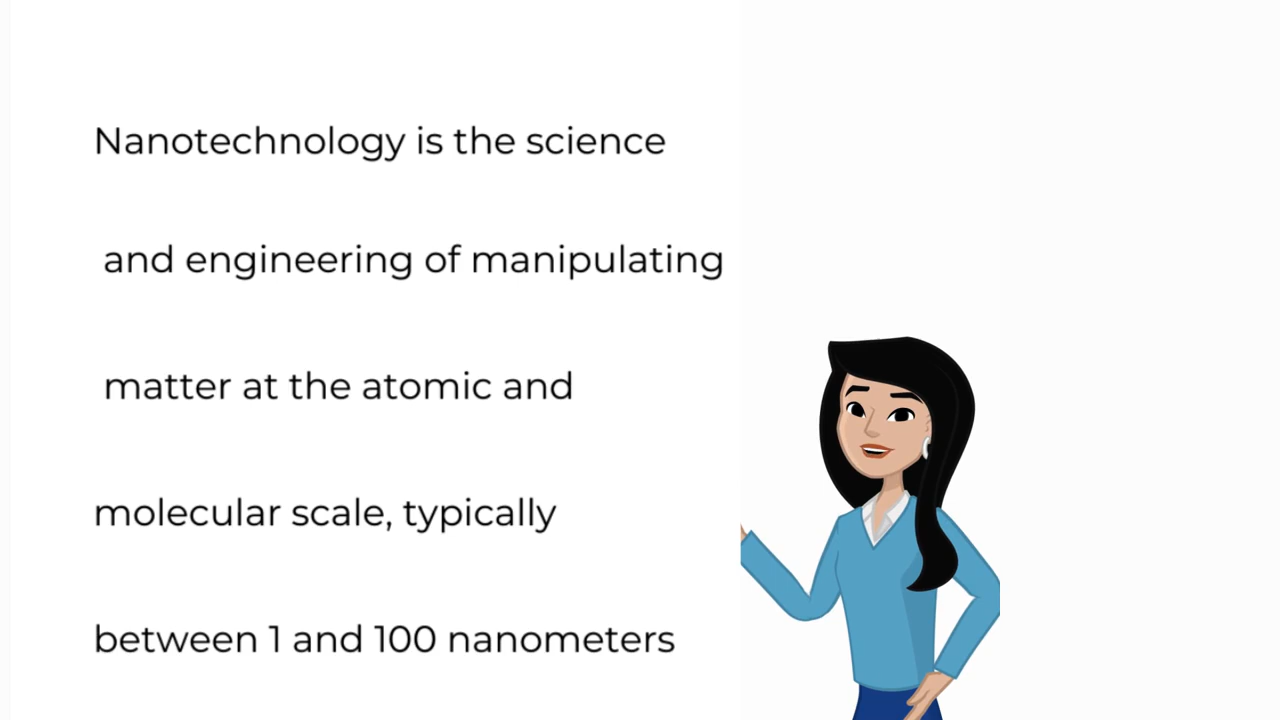 Nanotechnology is the science
and engineering of manipulating
matter at the atomic and
molecular scale, typically
between 1 and 100 nanometers